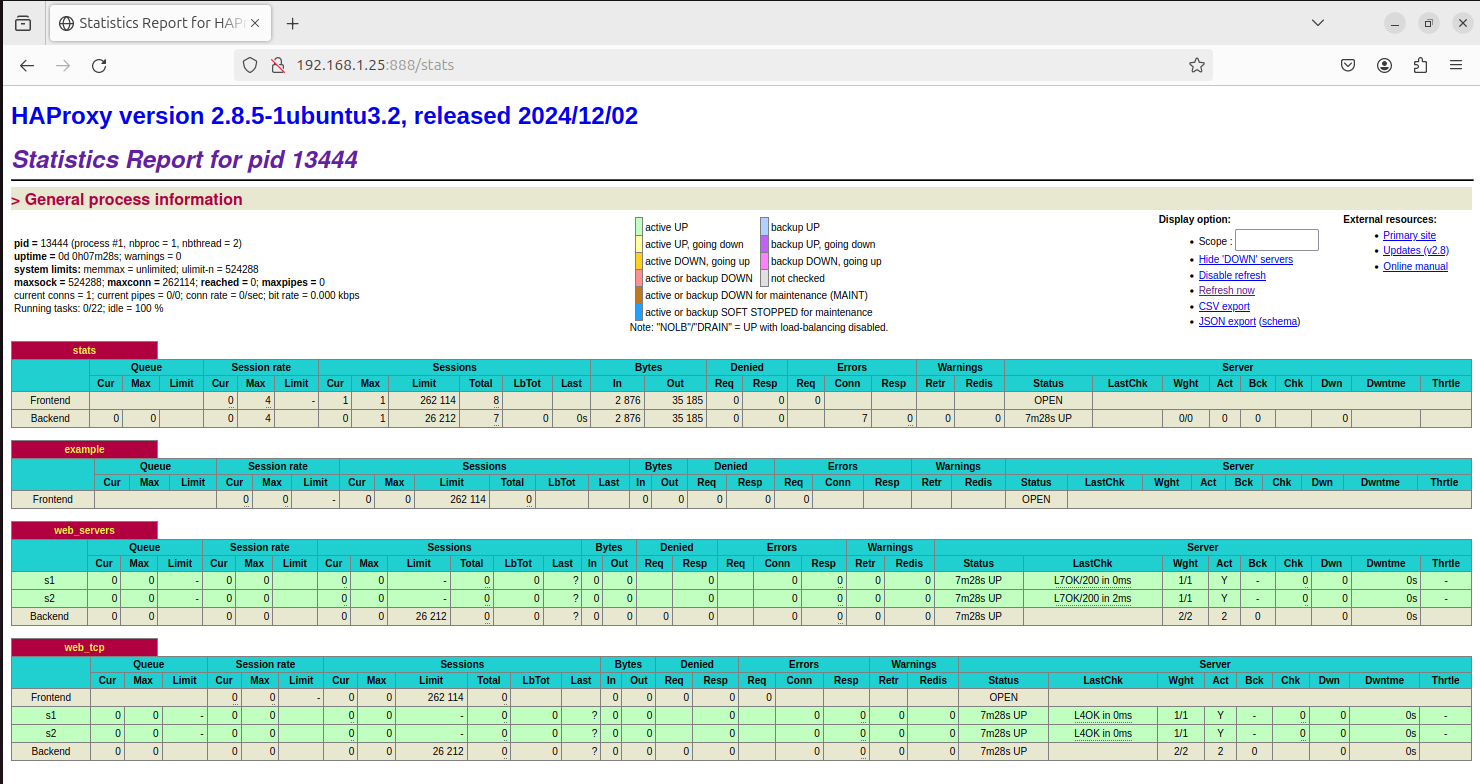 Statistics Report for HAPr
192.168.1.25:888/stats
HAProxy version 2.8.5-1ubuntu3.2, released 2024/12/02
Statistics Report for pid 13444
> General process information
pid = 13444 (process #1, nbproc = 1, nbthread = 2)
uptime = 0d 0h07m28s; warnings = 0
system limits: memmax = unlimited; ulimit-n = 524288
maxsock = 524288; maxconn = 262114; reached = 0; maxpipes = 0
current conns = 1; current pipes = 0/0; conn rate = 0/sec; bit rate = 0.000 kbps
Running tasks: 0/22; idle = 100 %
active UP backup UP
active UP, going down backup UP, going down
active DOWN, going up backup DOWN, going up
active or backup DOWN not checked
active or backup DOWN for maintenance (MAINT)
active or backup SOFT STOPPED for maintenance
Note: "NOLB"/"DRAIN" = UP with load-balancing disabled.
Display option:
• Scope :
• Hide 'DOWN' servers
• Disable refresh
• Refresh now
• CSV export
• JSON export (schema)
External resources:
• Primary site
• Updates (v2.8)
• Online manual
stats
Queue Session rate Sessions Bytes Denied Errors Warnings Server
Cur Max Limit Cur Max Limit Cur Max Limit Total LbTot Last In Out Req Resp Req Conn Resp Retr Redis Status LastChk Wght Act Bck Chk Dwn Dwntme Thrtle
Frontend 0 4 - 1 1 262 114 8 2 876 35 185 0 0 0 OPEN
Backend 0 0 0 4 0 1 26 212 7 0 0s 2 876 35 185 0 0 7 0 0 0 7m28s UP 0/0 0 0 0
example
Queue Session rate Sessions Bytes Denied Errors Warnings Server
Cur Max Limit Cur Max Limit Cur Max Limit Total LbTot Last In Out Req Resp Req Conn Resp Retr Redis Status LastChk Wght Act Bck Chk Dwn Dwntme Thrtle
Frontend 0 0 - 0 0 262 114 0 0 0 0 0 0 OPEN
web_servers
Queue Session rate Sessions Bytes Denied Errors Warnings Server
Cur Max Limit Cur Max Limit Cur Max Limit Total LbTot Last In Out Req Resp Req Conn Resp Retr Redis Status LastChk Wght Act Bck Chk Dwn Dwntme Thrtle
s1 0 0 - 0 0 0 0 - 0 0 ? 0 0 0 0 0 0 0 7m28s UP L7OK/200 in 0ms 1/1 Y - 0 0 0s -
s2 0 0 - 0 0 0 0 - 0 0 ? 0 0 0 0 0 0 0 7m28s UP L7OK/200 in 2ms 1/1 Y - 0 0 0s -
Backend 0 0 0 0 0 0 26 212 0 0 ? 0 0 0 0 0 0 0 0 7m28s UP 2/2 2 0 0 0s
web_tcp
Queue Session rate Sessions Bytes Denied Errors Warnings Server
Cur Max Limit Cur Max Limit Cur Max Limit Total LbTot Last In Out Req Resp Req Conn Resp Retr Redis Status LastChk Wght Act Bck Chk Dwn Dwntme Thrtle
Frontend 0 0 - 0 0 262 114 0 0 0 0 0 0 OPEN
s1 0 0 - 0 0 0 0 - 0 0 ? 0 0 0 0 0 0 0 7m28s UP L4OK in 0ms 1/1 Y - 0 0 0s -
s2 0 0 - 0 0 0 0 - 0 0 ? 0 0 0 0 0 0 0 7m28s UP L4OK in 0ms 1/1 Y - 0 0 0s -
Backend 0 0 0 0 0 0 26 212 0 0 ? 0 0 0 0 0 0 0 0 7m28s UP 2/2 2 0 0 0s